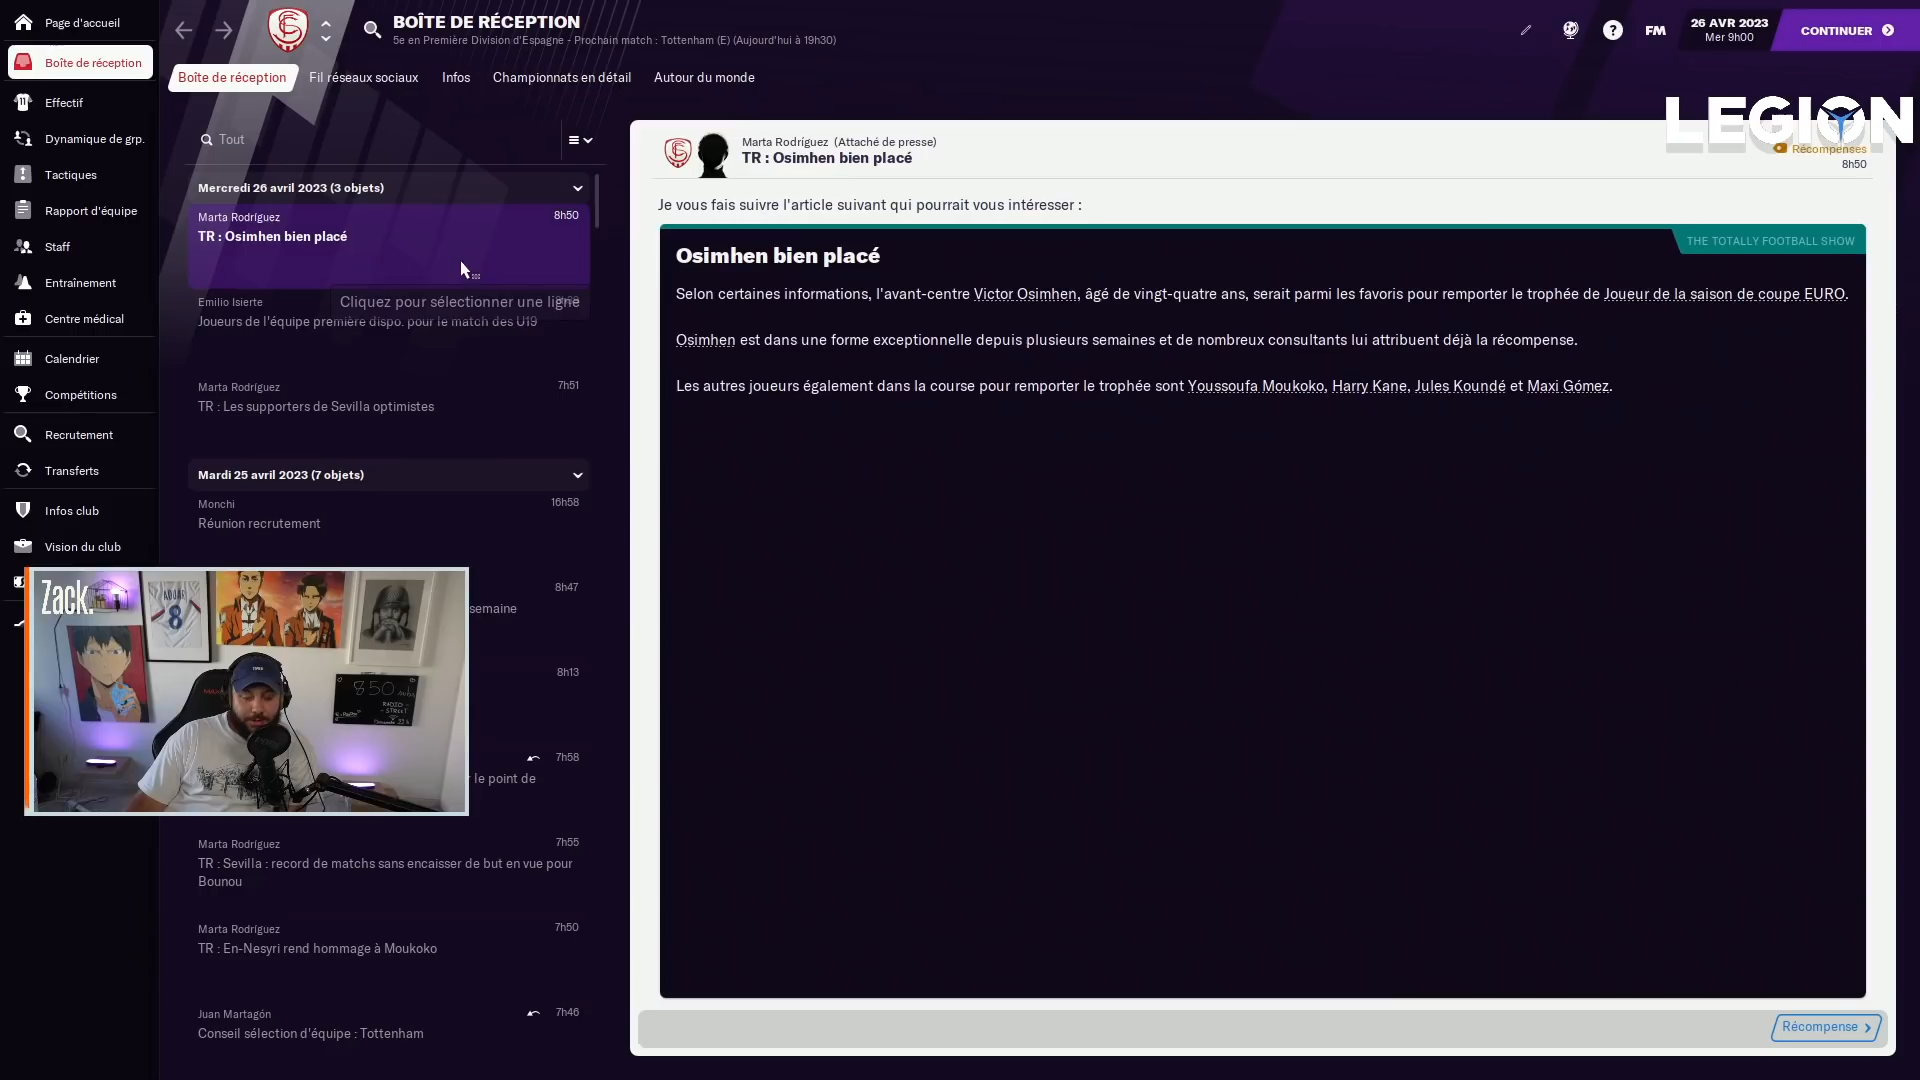 Page d'accueil
Boîte de réception
Effectif
Dynamique de grp.
Tactiques
Rapport d'équipe
Staff
Entraînement
Centre médical
Calendrier
Compétitions
Recrutement
Transferts
Infos club
Vision du club
BOÎTE DE RÉCEPTION
5e en Première Division d'Espagne - Prochain match : Tottenham (E) (Aujourd'hui à 19h30)
FM
26 AVR 2023
Mer 9h00
CONTINUER
Boîte de réception
Fil réseaux sociaux
Infos
Championnats en détail
Autour du monde
LEGION
Tout
Mercredi 26 avril 2023 (3 objets)
Marta Rodríguez
8h50
TR : Osimhen bien placé
Cliquez pour sélectionner une ligne
Emilio Isierte
Joueurs de l'équipe première dispo. pour le match des U19
Marta Rodríguez
7h51
TR : Les supporters de Sevilla optimistes
Mardi 25 avril 2023 (7 objets)
Monchi
16h58
Réunion recrutement
8h47
semaine
8h13
7h58
le point de
Marta Rodríguez
7h55
TR : Sevilla : record de matchs sans encaisser de but en vue pour
Bounou
Marta Rodríguez
7h50
TR : En-Nesyri rend hommage à Moukoko
Juan Martagón
7h46
Conseil sélection d'équipe : Tottenham
Zack.
AOUAR
8
850
RADIO
STREET
Marta Rodríguez (Attaché de presse)
TR : Osimhen bien placé
Récompenses
8h50
Je vous fais suivre l'article suivant qui pourrait vous intéresser :
THE TOTALLY FOOTBALL SHOW
Osimhen bien placé
Selon certaines informations, l'avant-centre Victor Osimhen, âgé de vingt-quatre ans, serait parmi les favoris pour remporter le trophée de Joueur de la saison de coupe EURO.
Osimhen est dans une forme exceptionnelle depuis plusieurs semaines et de nombreux consultants lui attribuent déjà la récompense.
Les autres joueurs également dans la course pour remporter le trophée sont Youssoufa Moukoko, Harry Kane, Jules Koundé et Maxi Gómez.
Récompense